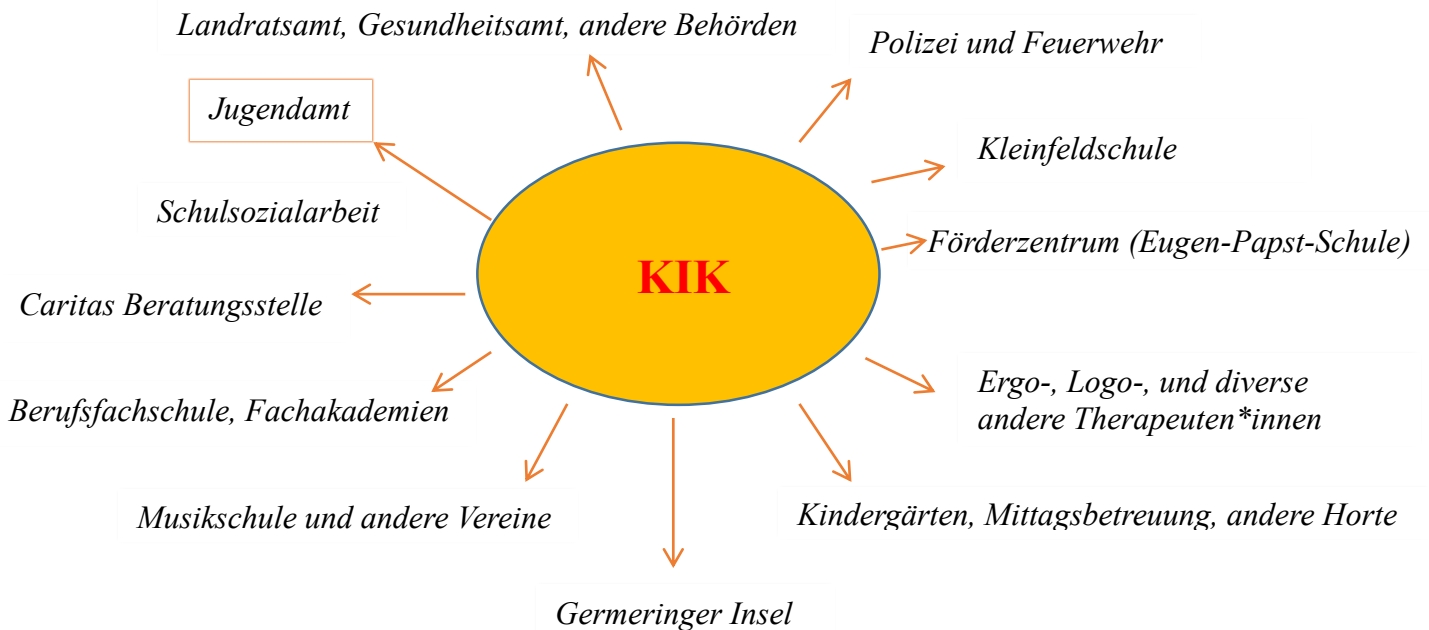 Landratsamt, Gesundheitsamt, andere Behörden
Polizei und Feuerwehr
Jugendamt
Kleinfeldschule
Schulsozialarbeit
Förderzentrum (Eugen-Papst-Schule)
KIK
Caritas Beratungsstelle
Ergo-, Logo-, und diverse
andere Therapeuten*innen
Berufsfachschule, Fachakademien
Musikschule und andere Vereine
Kindergärten, Mittagsbetreuung, andere Horte
Germeringer Insel